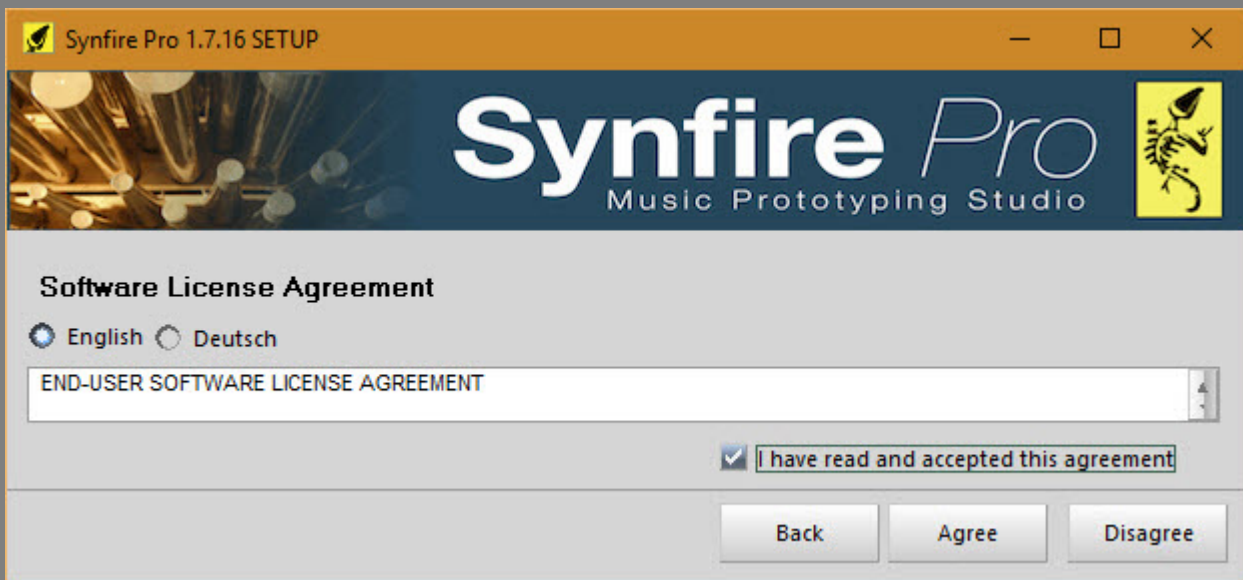 Synfire Pro 1.7.16 SETUP
Synfire Pro
Music Prototyping Studio
Software License Agreement
English Deutsch
END-USER SOFTWARE LICENSE AGREEMENT
I have read and accepted this agreement
Back Agree Disagree